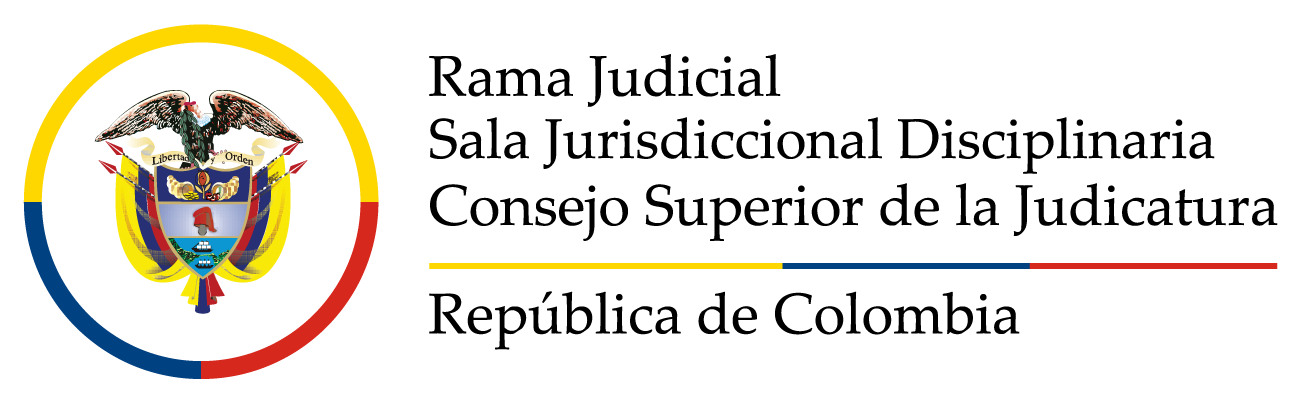 Libertad y Orden
Rama Judicial
Sala Jurisdiccional Disciplinaria
Consejo Superior de la Judicatura
República de Colombia